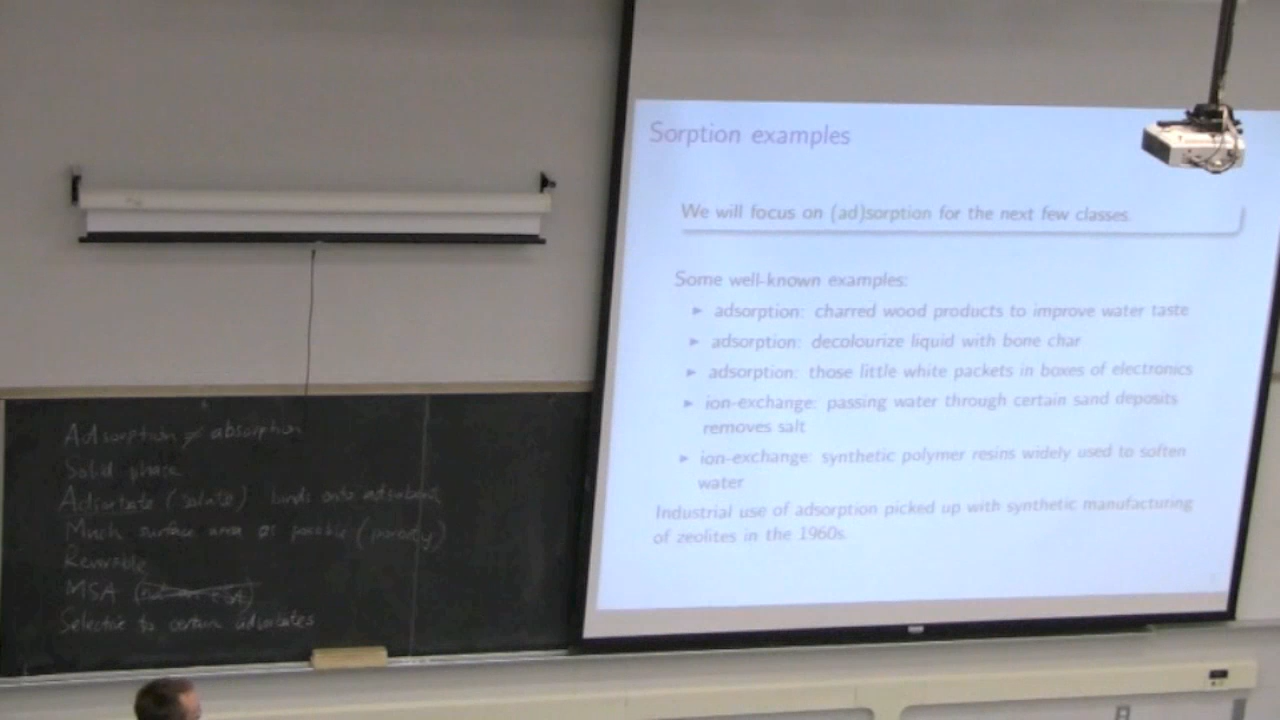 Adsorption ≠ absorption
Solid phase
Adsorbate (solute) binds onto adsorbent
Much surface area as possible (porosity)
Reversible
MSA
Selective to certain adsorbates
Sorption examples
We will focus on (ad)sorption for the next few classes.
Some well-known examples:
► adsorption: charred wood products to improve water taste
► adsorption: decolourize liquid with bone char
► adsorption: those little white packets in boxes of electronics
► ion-exchange: passing water through certain sand deposits
removes salt
► ion-exchange: synthetic polymer resins widely used to soften
water
Industrial use of adsorption picked up with synthetic manufacturing
of zeolites in the 1960s.